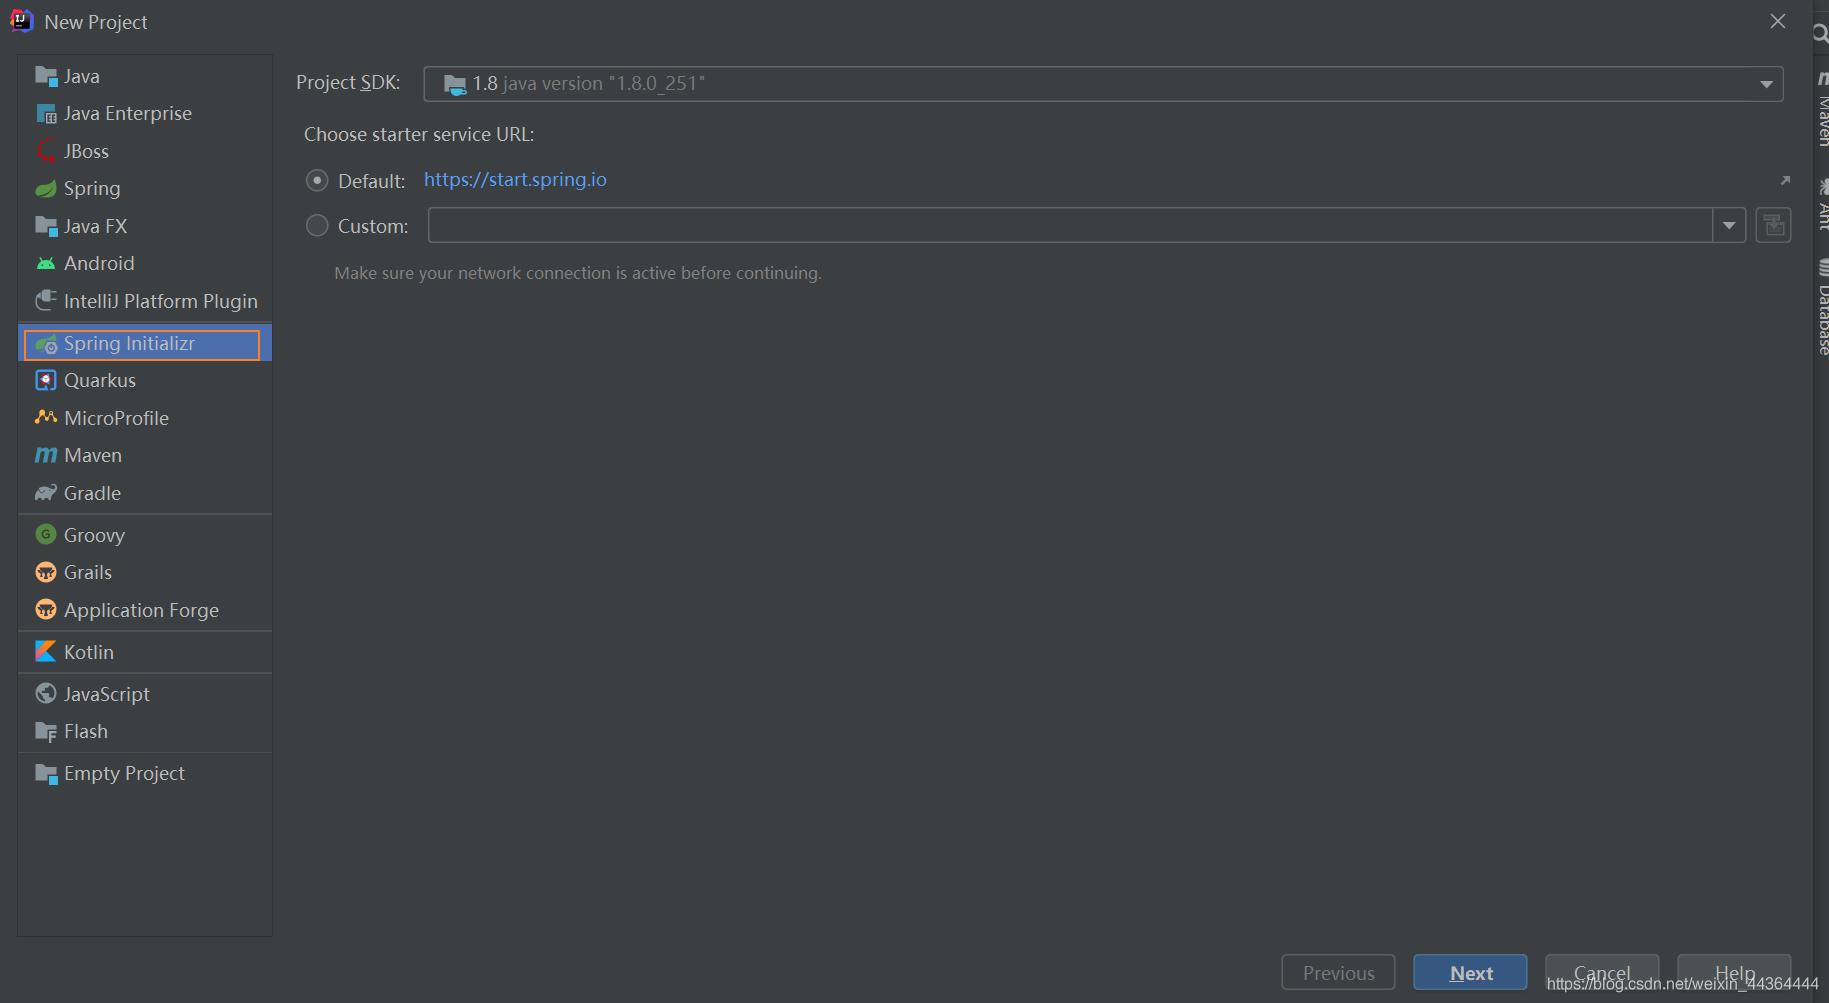 New Project
Java
Java Enterprise
JBoss
Spring
Java FX
Android
IntelliJ Platform Plugin
Spring Initializr
Quarkus
MicroProfile
Maven
Gradle
Groovy
Grails
Application Forge
Kotlin
JavaScript
Flash
Empty Project
Project SDK: 1.8 java version "1.8.0_251"
Choose starter service URL:
Default: https://start.spring.io
Custom:
Make sure your network connection is active before continuing.
Previous Next Cancel Help
https://blog.csdn.net/weixin_44364444
Maven
Ant
Database